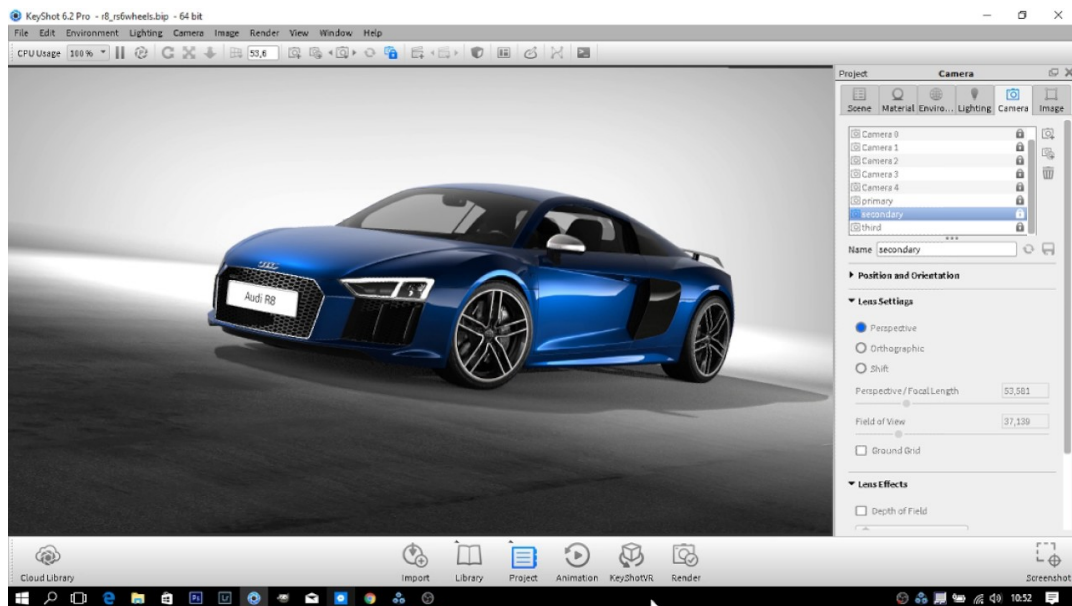 KeyShot 6.2 Pro - r8_rs6wheels.bip - 64 bit
File Edit Environment Lighting Camera Image Render View Window Help
CPU Usage 100 % 53,6
Project Camera
Scene Material Enviro... Lighting Camera Image
Camera 0
Camera 1
Camera 2
Camera 3
Camera 4
primary
secondary
third
Name secondary
Position and Orientation
Lens Settings
Perspective
Orthographic
Shift
Perspective / Focal Length 53,581
Field of View 37,139
Ground Grid
Lens Effects
Depth of Field
Audi R8
Cloud Library Import Library Project Animation KeyShotVR Render Screenshot
Ps Lr 10:52